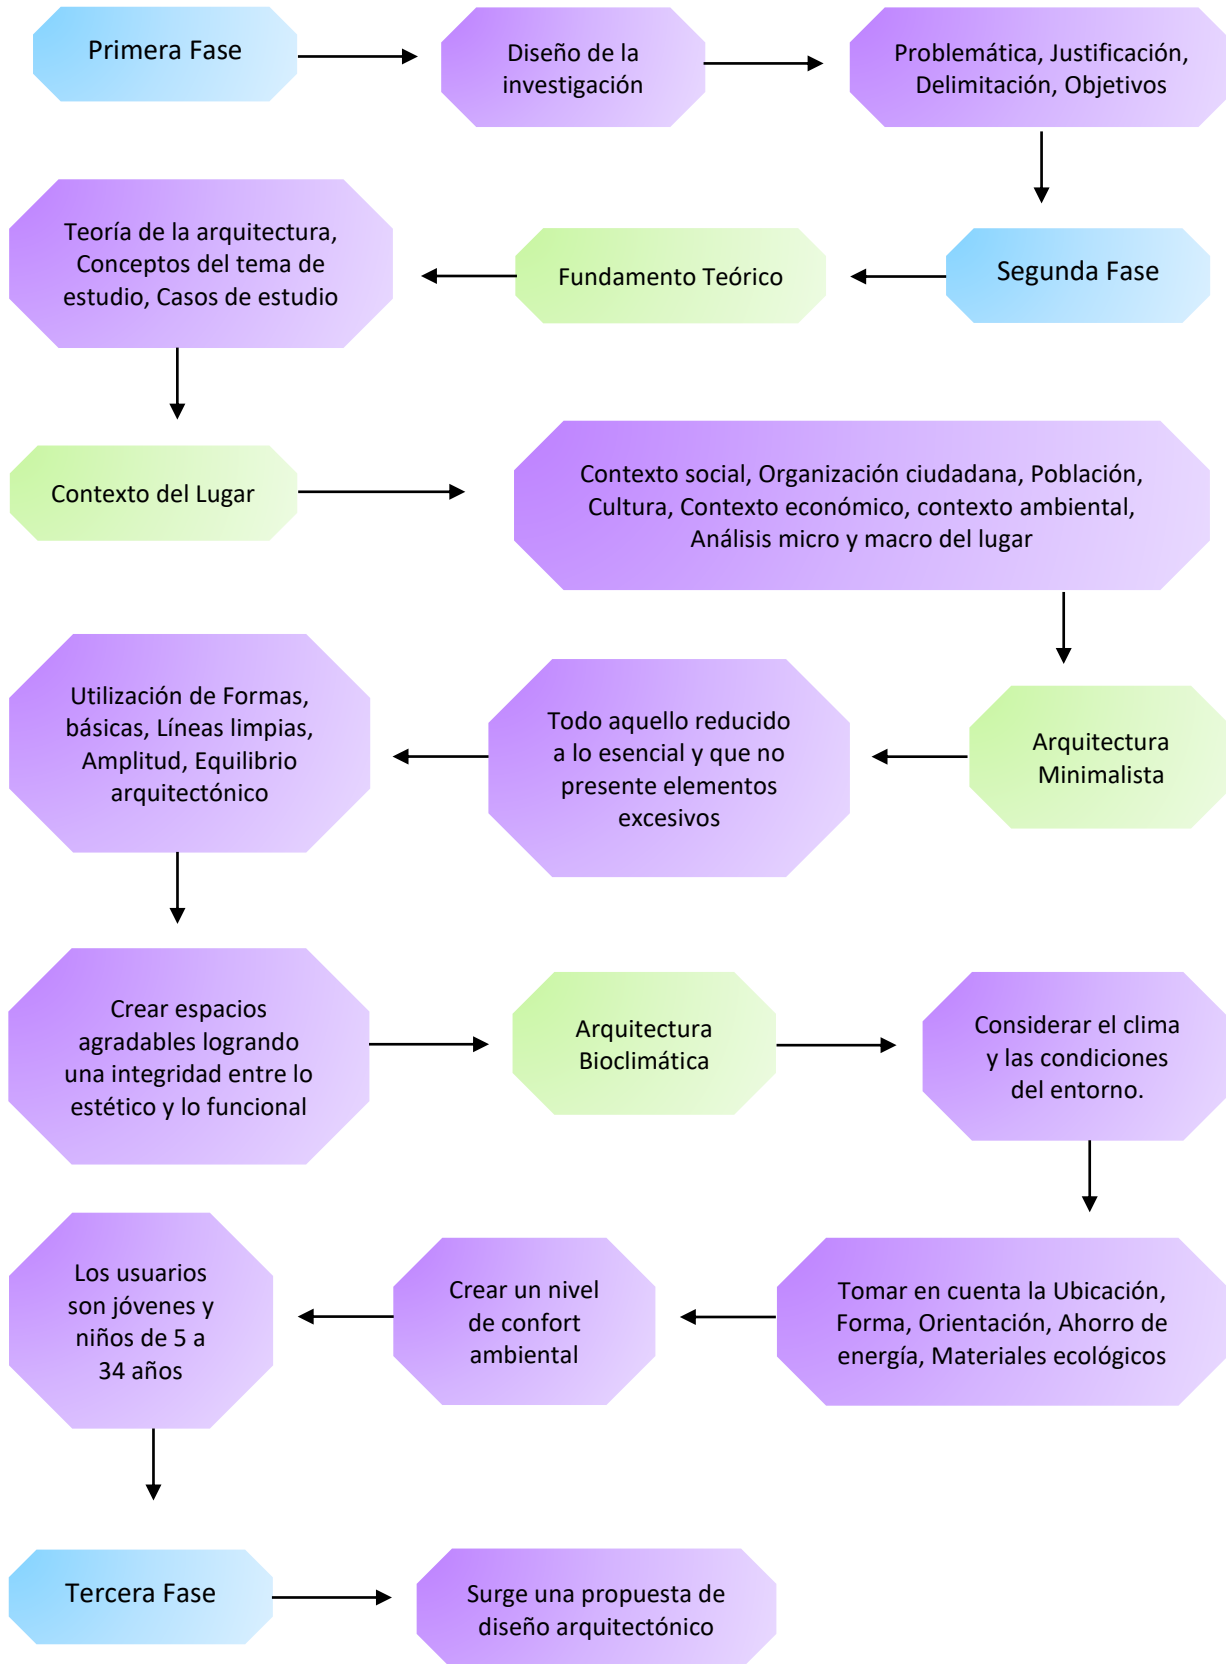 Primera Fase
Diseño de la
investigación
Problemática, Justificación,
Delimitación, Objetivos
Segunda Fase
Fundamento Teórico
Teoría de la arquitectura,
Conceptos del tema de
estudio, Casos de estudio
Contexto del Lugar
Contexto social, Organización ciudadana, Población,
Cultura, Contexto económico, contexto ambiental,
Análisis micro y macro del lugar
Arquitectura
Minimalista
Todo aquello reducido
a lo esencial y que no
presente elementos
excesivos
Utilización de Formas,
básicas, Líneas limpias,
Amplitud, Equilibrio
arquitectónico
Crear espacios
agradables logrando
una integridad entre lo
estético y lo funcional
Arquitectura
Bioclimática
Considerar el clima
y las condiciones
del entorno.
Tomar en cuenta la Ubicación,
Forma, Orientación, Ahorro de
energía, Materiales ecológicos
Crear un nivel
de confort
ambiental
Los usuarios
son jóvenes y
niños de 5 a
34 años
Tercera Fase
Surge una propuesta de
diseño arquitectónico